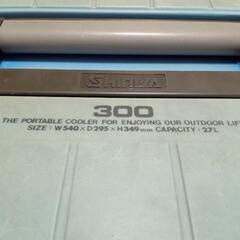 SHINWA
300
THE PORTABLE COOLER FOR ENJOYING OUR OUTDOOR LIF
SIZE : W540×D295×H349mm CAPACITY : 27L